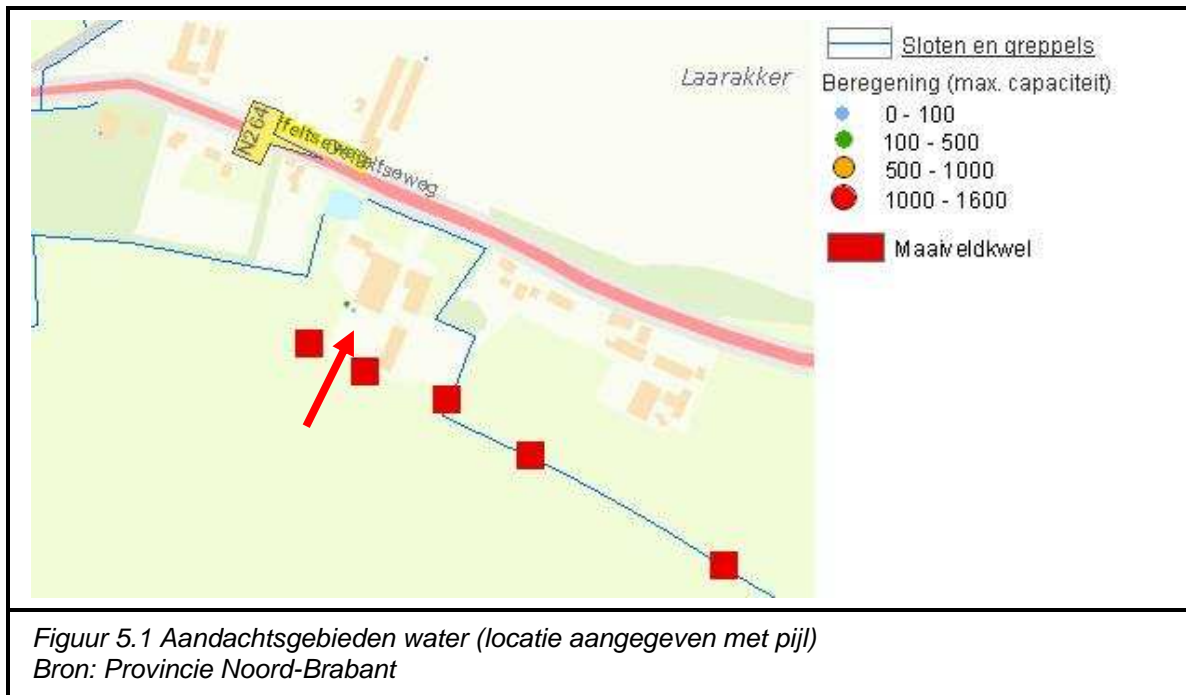 Laarakker
N264
Sloten en greppels
Beregening (max. capaciteit)
0 - 100
100 - 500
500 - 1000
1000 - 1600
Maaiveldkwel
Figuur 5.1 Aandachtsgebieden water (locatie aangegeven met pijl)
Bron: Provincie Noord-Brabant